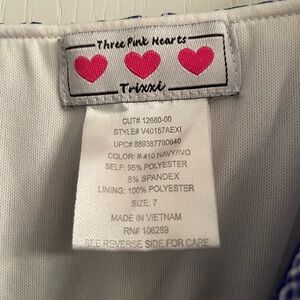 Three Pink Hearts
Trixxi
CUT# 12680-00
STYLE# V40157AEXI
UPC# 889387780640
COLOR: # 410 NAVY/IVO
SELF: 95% POLYESTER
5% SPANDEX
LINING: 100% POLYESTER
SIZE: 7
MADE IN VIETNAM
RN# 106289
SEE REVERSE SIDE FOR CARE